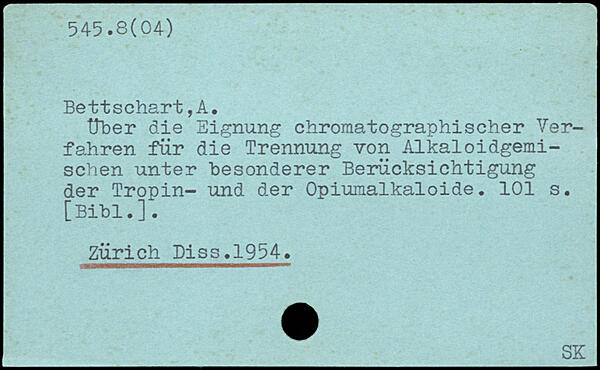 545.8(04)
Bettschart,A.
Über die Eignung chromatographischer Ver-
fahren für die Trennung von Alkaloidgemi-
schen unter besonderer Berücksichtigung
der Tropin- und der Opiumalkaloide. 101 s.
[Bibl.].
Zürich Diss.1954.
SK